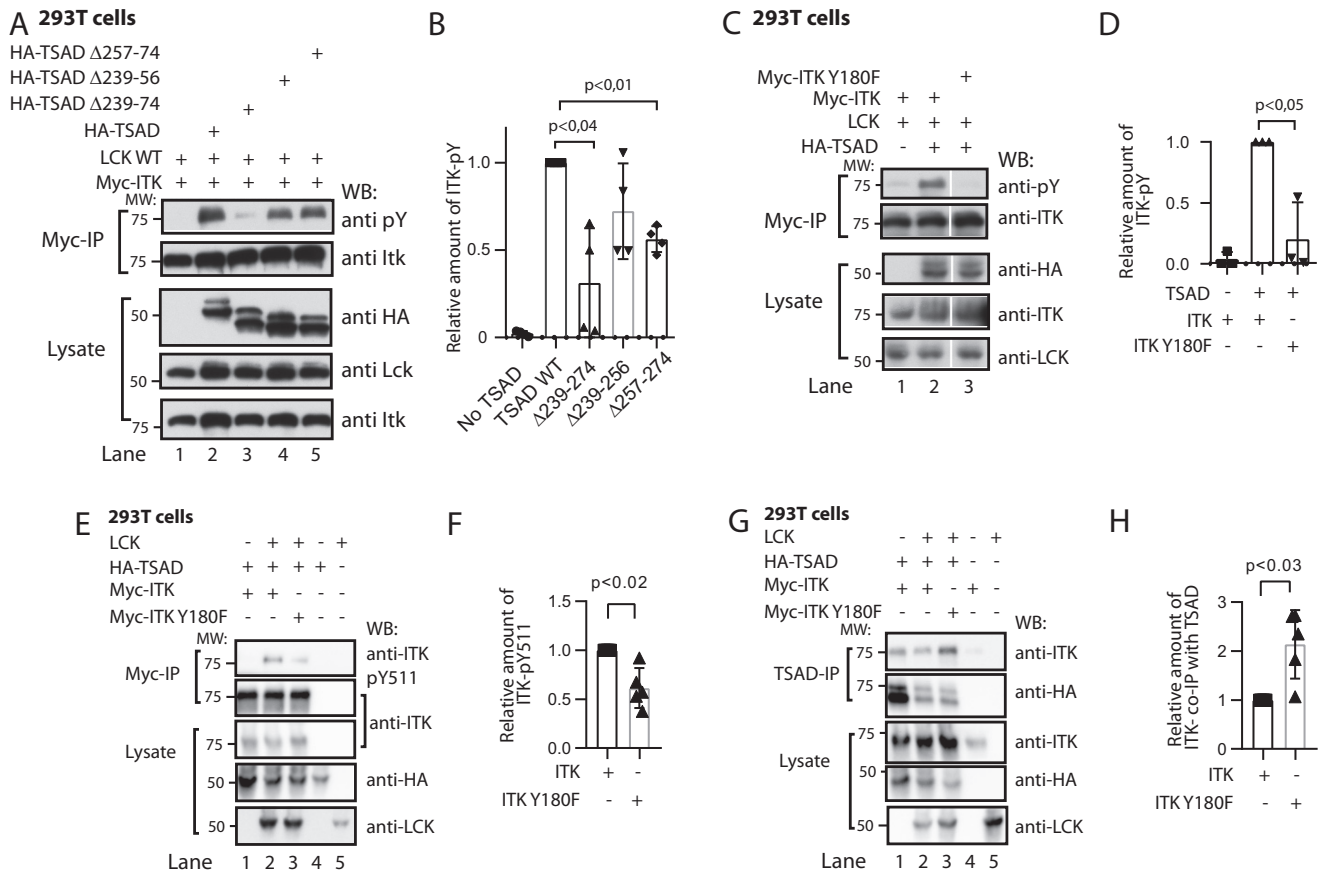 A 293T cells
HA-TSAD Δ257-74 +
HA-TSAD Δ239-56 +
HA-TSAD Δ239-74 +
HA-TSAD +
LCK WT + + + + +
Myc-ITK + + + + +
MW: WB:
Myc-IP 75 anti pY
75 anti Itk
Lysate 50 anti HA
50 anti Lck
75 anti Itk
Lane 1 2 3 4 5
B
Relative amount of ITK-pY
p<0,01
p<0,04
1.0
0.5
0
No TSAD
TSAD WT
Δ239-274
Δ239-256
Δ257-274
C 293T cells
Myc-ITK Y180F +
Myc-ITK + +
LCK + + +
HA-TSAD - + +
MW: WB:
Myc-IP 75 anti-pY
75 anti-ITK
Lysate 50 anti-HA
75 anti-ITK
50 anti-LCK
Lane 1 2 3
D
Relative amount of
ITK-pY
p<0,05
1.0
0.5
0.0
TSAD - + +
ITK + + -
ITK Y180F +
E 293T cells
LCK - + + - +
HA-TSAD + + + + -
Myc-ITK + + - - -
Myc-ITK Y180F - - + - -
MW: WB:
Myc-IP 75 anti-ITK
pY511
75 anti-ITK
Lysate 75
50 anti-HA
50 anti-LCK
Lane 1 2 3 4 5
F
Relative amount of
ITK-pY511
p<0.02
1.5
1.0
0.5
0.0
ITK + -
ITK Y180F - +
G 293T cells
LCK - + + - +
HA-TSAD + + + - -
Myc-ITK + + - + -
Myc-ITK Y180F - - + - -
MW: WB:
TSAD-IP 75 anti-ITK
50 anti-HA
Lysate 75 anti-ITK
50 anti-HA
50 anti-LCK
Lane 1 2 3 4 5
H
Relative amount of
ITK- co-IP with TSAD
p<0.03
3
2
1
0
ITK + -
ITK Y180F - +